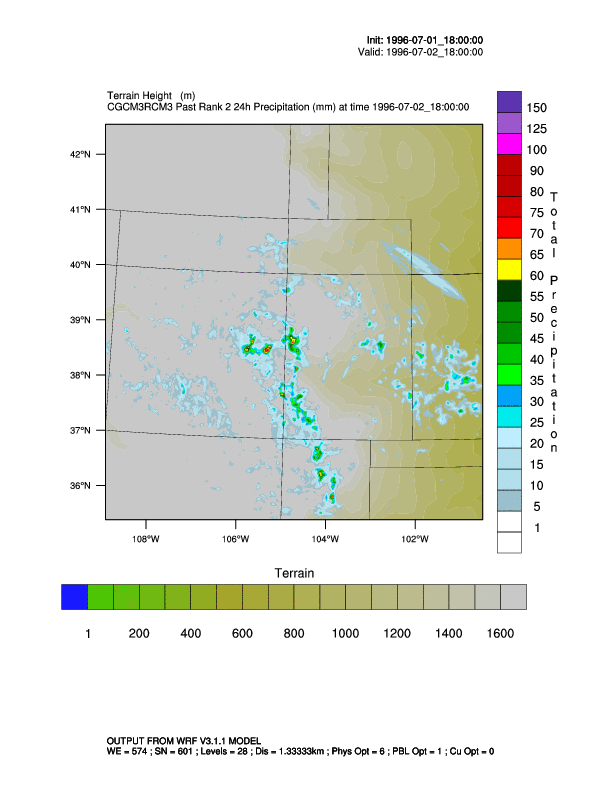 Init: 1996-07-01_18:00:00
Valid: 1996-07-02_18:00:00
Terrain Height (m)
CGCM3RCM3 Past Rank 2 24h Precipitation (mm) at time 1996-07-02_18:00:00
42°N
41°N
40°N
39°N
38°N
37°N
36°N
108°W 106°W 104°W 102°W
150
125
100
90
80
75
70
65
60
55
50
45
40
35
30
25
20
15
10
5
1
Total Precipitation
Terrain
1 200 400 600 800 1000 1200 1400 1600
OUTPUT FROM WRF V3.1.1 MODEL
WE = 574 ; SN = 601 ; Levels = 28 ; Dis = 1.33333km ; Phys Opt = 6 ; PBL Opt = 1 ; Cu Opt = 0